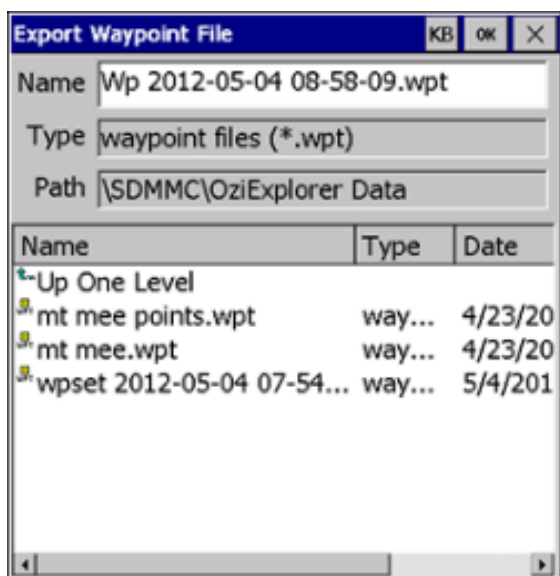 Export Waypoint File KB OK X
Name Wp 2012-05-04 08-58-09.wpt
Type waypoint files (*.wpt)
Path \SDMMC\OziExplorer Data
Name Type Date
Up One Level
mt mee points.wpt way... 4/23/20
mt mee.wpt way... 4/23/20
wpset 2012-05-04 07-54... way... 5/4/201